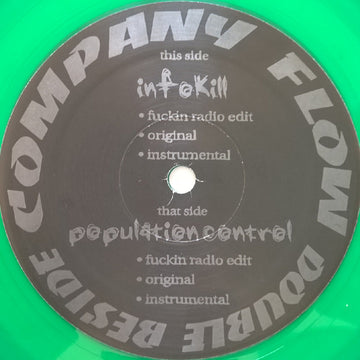 COMPANY FLOW DOUBLE BESIDE
this side
infokill
• fuckin radio edit
• original
• instrumental
that side
population control
• fuckin radio edit
• original
• instrumental